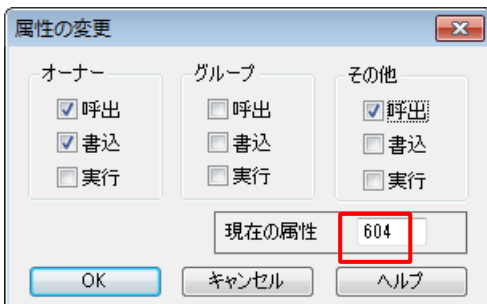 属性の変更
オーナー グループ その他
呼出 呼出 呼出
書込 書込 書込
実行 実行 実行
現在の属性 604
OK キャンセル ヘルプ